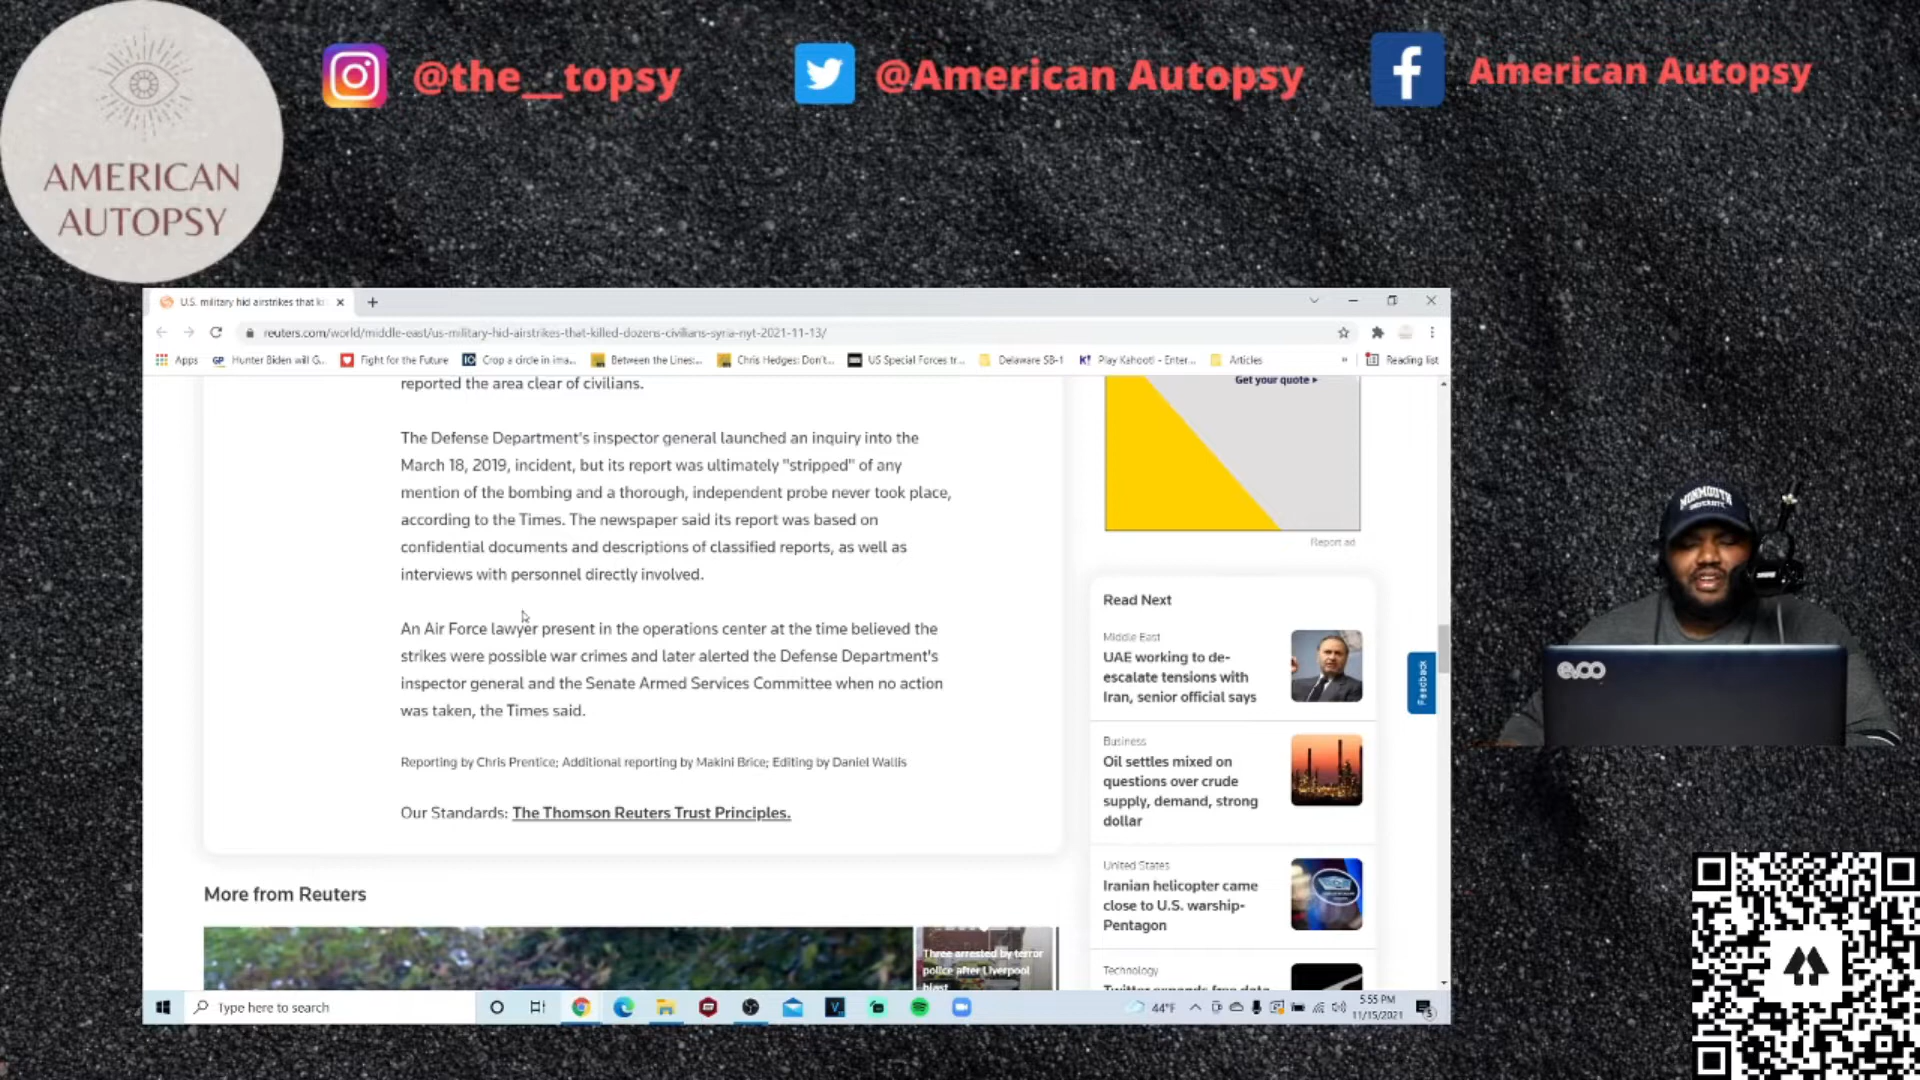 AMERICAN
AUTOPSY
@the__topsy
@American Autopsy
American Autopsy
U.S. military hid airstrikes that ki
reuters.com/world/middle-east/us-military-hid-airstrikes-that-killed-dozens-civilians-syria-nyt-2021-11-13/
Apps
GP Hunter Biden will G...
Fight for the Future
Crop a circle in ima...
Between the Lines:...
Chris Hedges: Don't...
US Special Forces tr...
Delaware SB-1
K! Play Kahoot! - Enter...
Articles
»
Reading list
reported the area clear of civilians.
The Defense Department's inspector general launched an inquiry into the
March 18, 2019, incident, but its report was ultimately "stripped" of any
mention of the bombing and a thorough, independent probe never took place,
according to the Times. The newspaper said its report was based on
confidential documents and descriptions of classified reports, as well as
interviews with personnel directly involved.
An Air Force lawyer present in the operations center at the time believed the
strikes were possible war crimes and later alerted the Defense Department's
inspector general and the Senate Armed Services Committee when no action
was taken, the Times said.
Reporting by Chris Prentice; Additional reporting by Makini Brice; Editing by Daniel Wallis
Our Standards: The Thomson Reuters Trust Principles.
More from Reuters
Three arrested by terror
police after Liverpool
blast
Get your quote
Report ad
Read Next
Middle East
UAE working to de-
escalate tensions with
Iran, senior official says
Business
Oil settles mixed on
questions over crude
supply, demand, strong
dollar
United States
Iranian helicopter came
close to U.S. warship-
Pentagon
Technology
Twitter expands free data
Feedback
MONMOUTH
UNIVERSITY
evoo
Type here to search
44°F
5:55 PM
11/15/2021
5